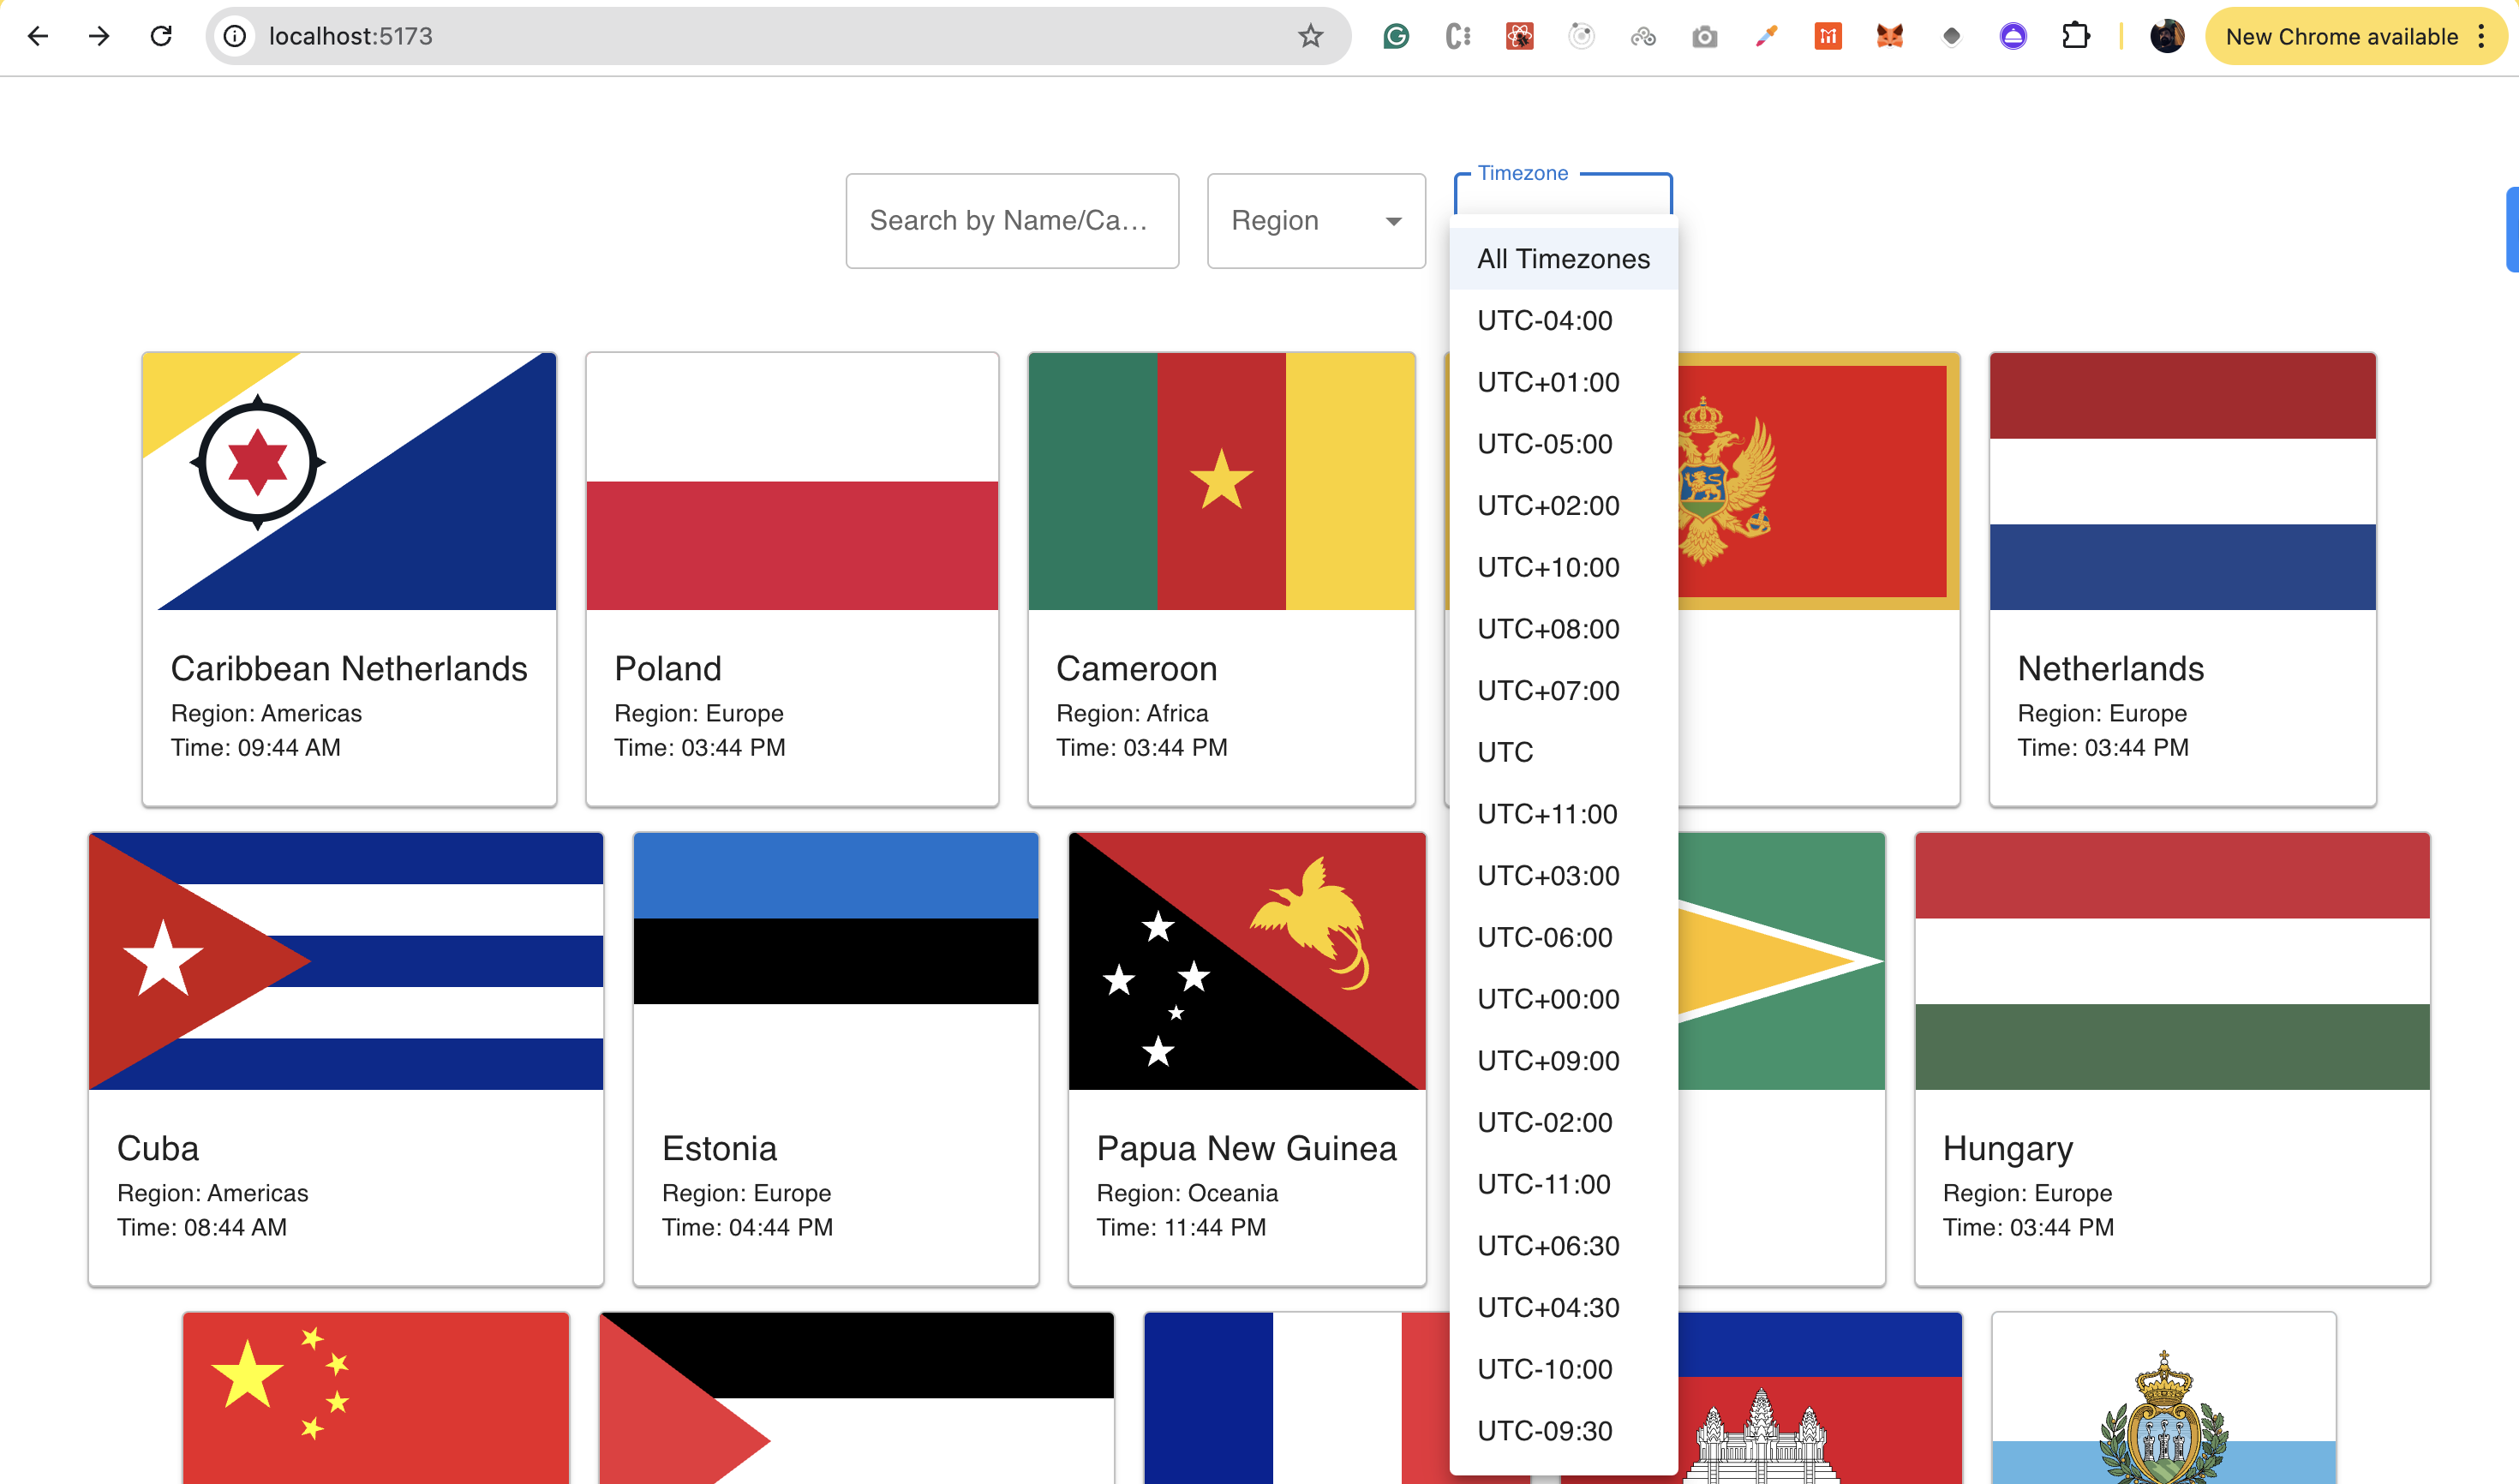 localhost:5173
New Chrome available
Search by Name/Ca...
Region
Timezone
All Timezones
UTC-04:00
UTC+01:00
UTC-05:00
UTC+02:00
UTC+10:00
UTC+08:00
UTC+07:00
UTC
UTC+11:00
UTC+03:00
UTC-06:00
UTC+00:00
UTC+09:00
UTC-02:00
UTC-11:00
UTC+06:30
UTC+04:30
UTC-10:00
UTC-09:30
Caribbean Netherlands
Region: Americas
Time: 09:44 AM
Poland
Region: Europe
Time: 03:44 PM
Cameroon
Region: Africa
Time: 03:44 PM
Netherlands
Region: Europe
Time: 03:44 PM
Cuba
Region: Americas
Time: 08:44 AM
Estonia
Region: Europe
Time: 04:44 PM
Papua New Guinea
Region: Oceania
Time: 11:44 PM
Hungary
Region: Europe
Time: 03:44 PM